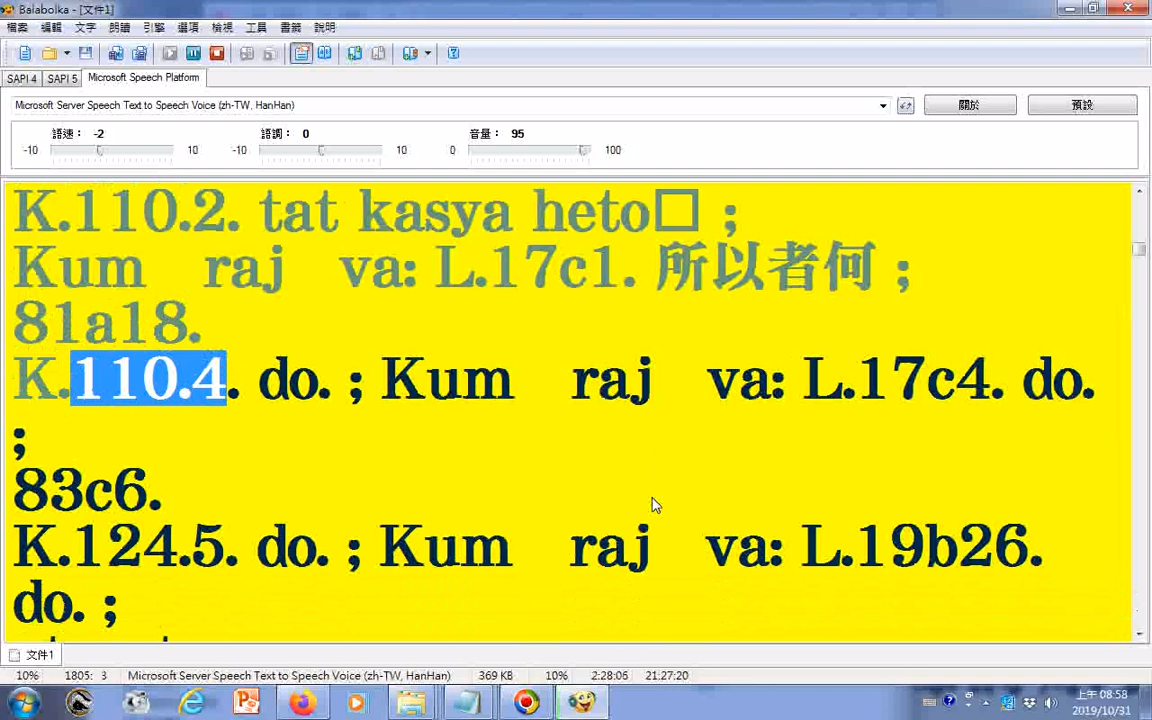 Balabolka - [文件1]
檔案 編輯 文字 朗讀 引擎 選項 檢視 工具 書籤 說明
SAPI 4 SAPI 5 Microsoft Speech Platform
Microsoft Server Speech Text to Speech Voice (zh-TW, HanHan) 關於 預設
語速： -2 語調： 0 音量： 95
-10 10 -10 10 0 100
K.110.2. tat kasya heto□ ;
Kum raj va: L.17c1. 所以者何 ;
81a18.
K.110.4. do. ; Kum raj va: L.17c4. do.
;
83c6.
K.124.5. do. ; Kum raj va: L.19b26.
do. ;
文件1
10% 1805: 3 Microsoft Server Speech Text to Speech Voice (zh-TW, HanHan) 369 KB 10% 2:28:06 21:27:20
上午 08:58
2019/10/31